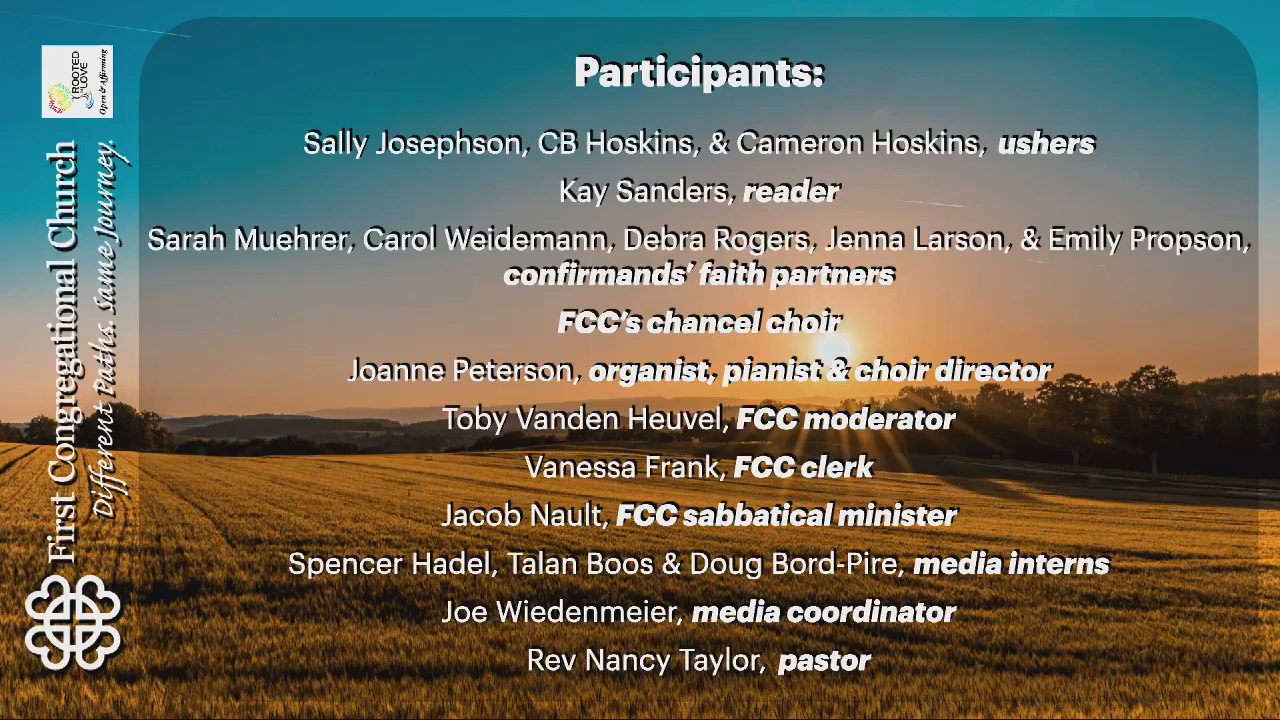 Participants:
Sally Josephson, CB Hoskins, & Cameron Hoskins, ushers
Kay Sanders, reader
Sarah Muehrer, Carol Weidemann, Debra Rogers, Jenna Larson, & Emily Propson,
confirmands' faith partners
FCC's chancel choir
Joanne Peterson, organist, pianist & choir director
Toby Vanden Heuvel, FCC moderator
Vanessa Frank, FCC clerk
Jacob Nault, FCC sabbatical minister
Spencer Hadel, Talan Boos & Doug Bord-Pire, media interns
Joe Wiedenmeier, media coordinator
Rev Nancy Taylor, pastor
First Congregational Church
Different Paths. Same Journey.
ROOTED
IN LOVE
Open & Affirming